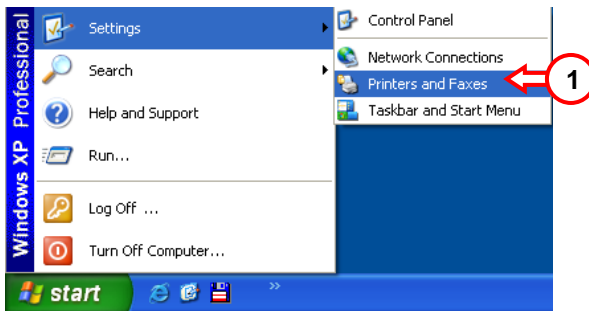 Windows XP Professional
Settings
Search
Help and Support
Run...
Log Off ...
Turn Off Computer...
Control Panel
Network Connections
Printers and Faxes
Taskbar and Start Menu
1
start
»